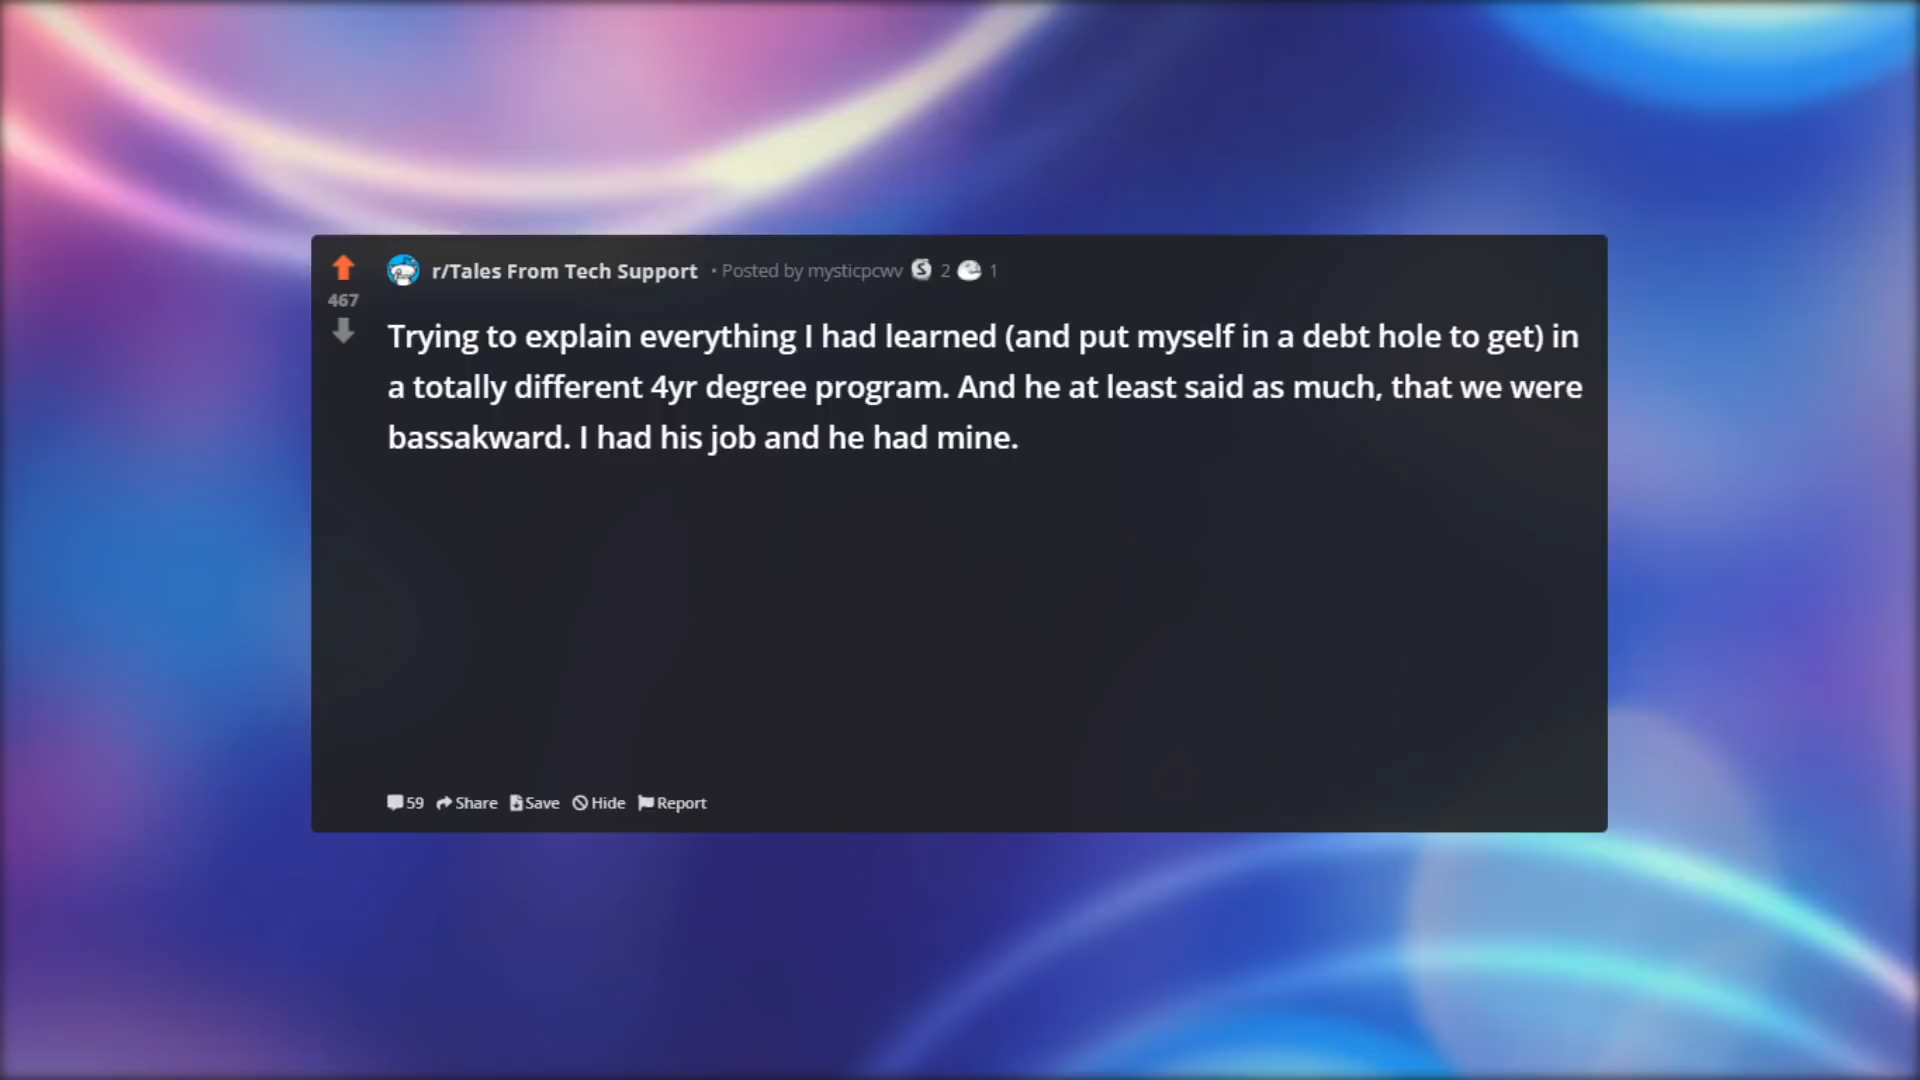 r/Tales From Tech Support • Posted by mysticpcwv S 2 1
467
Trying to explain everything I had learned (and put myself in a debt hole to get) in
a totally different 4yr degree program. And he at least said as much, that we were
bassakward. I had his job and he had mine.
59 Share Save Hide Report